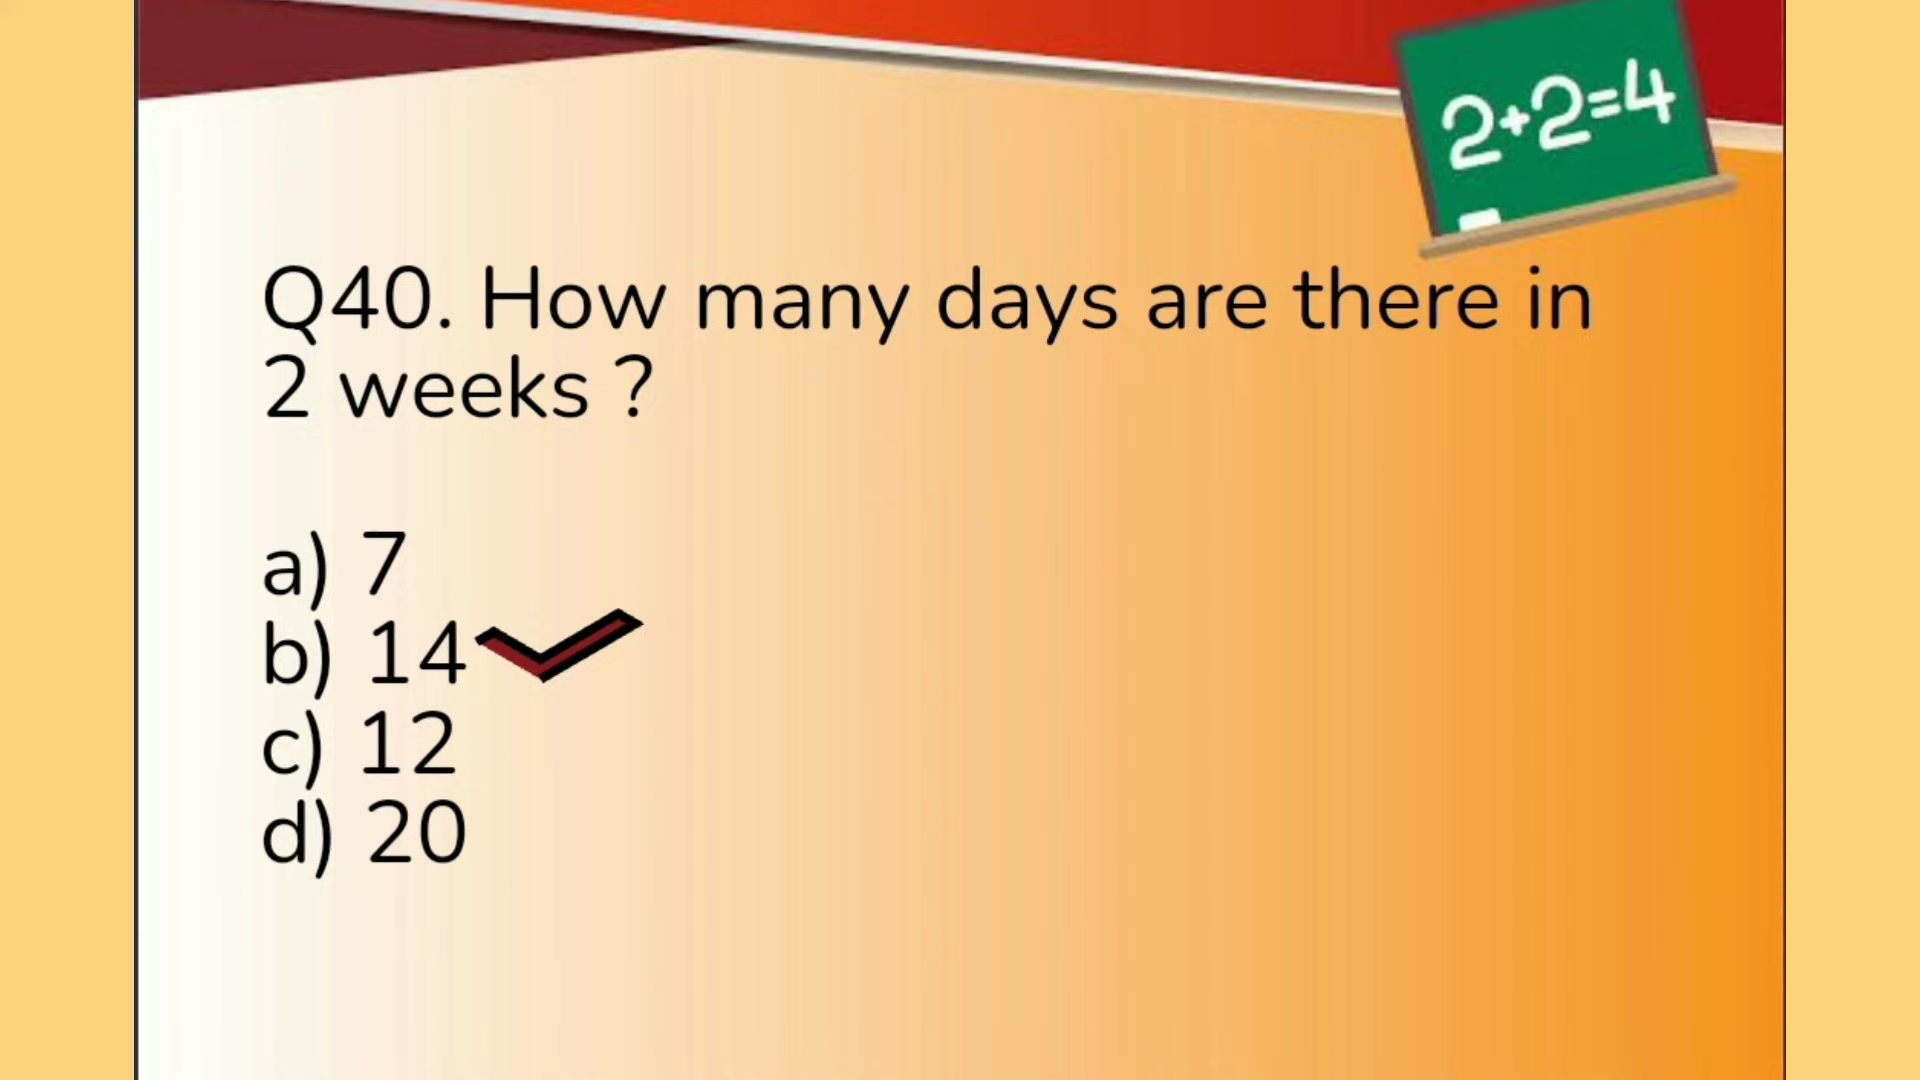 2+2=4
Q40. How many days are there in
2 weeks ?
a) 7
b) 14
c) 12
d) 20